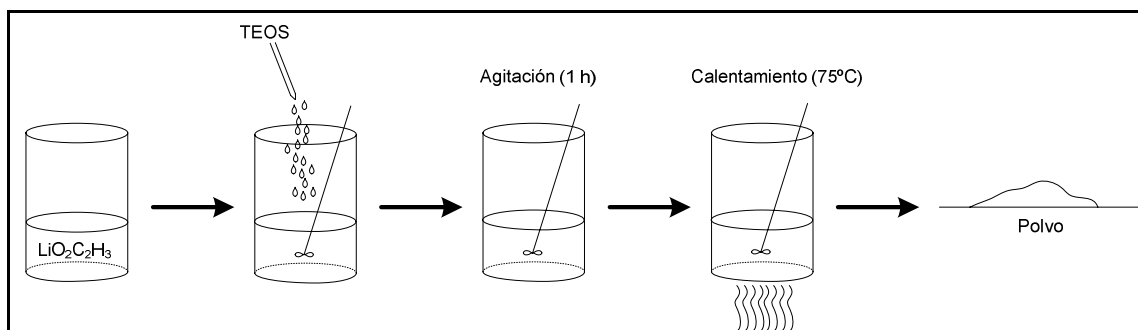 TEOS
Agitación (1 h)
Calentamiento (75ºC)
LiO₂C₂H₃
Polvo